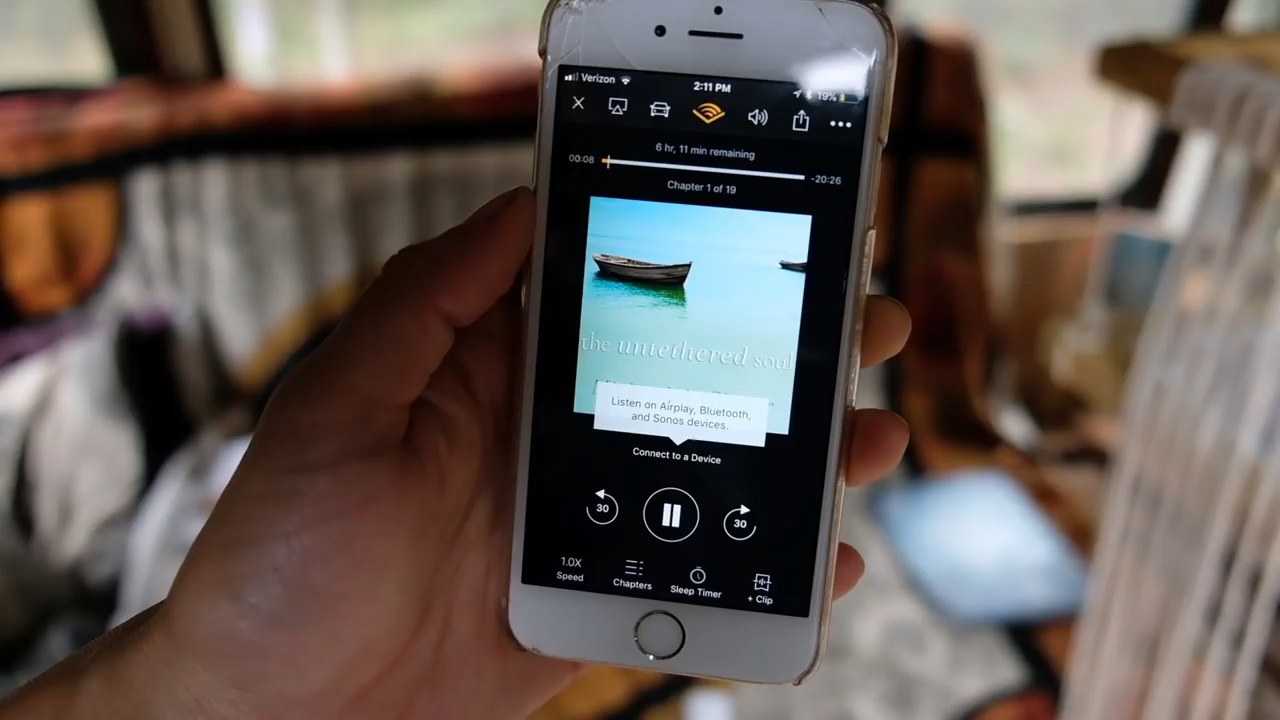 Verizon 2:11 PM 19%
6 hr, 11 min remaining
00:08 -20:26
Chapter 1 of 19
the untethered soul
Listen on Airplay, Bluetooth,
and Sonos devices.
Connect to a Device
30 30
1.0X
Speed Chapters Sleep Timer + Clip